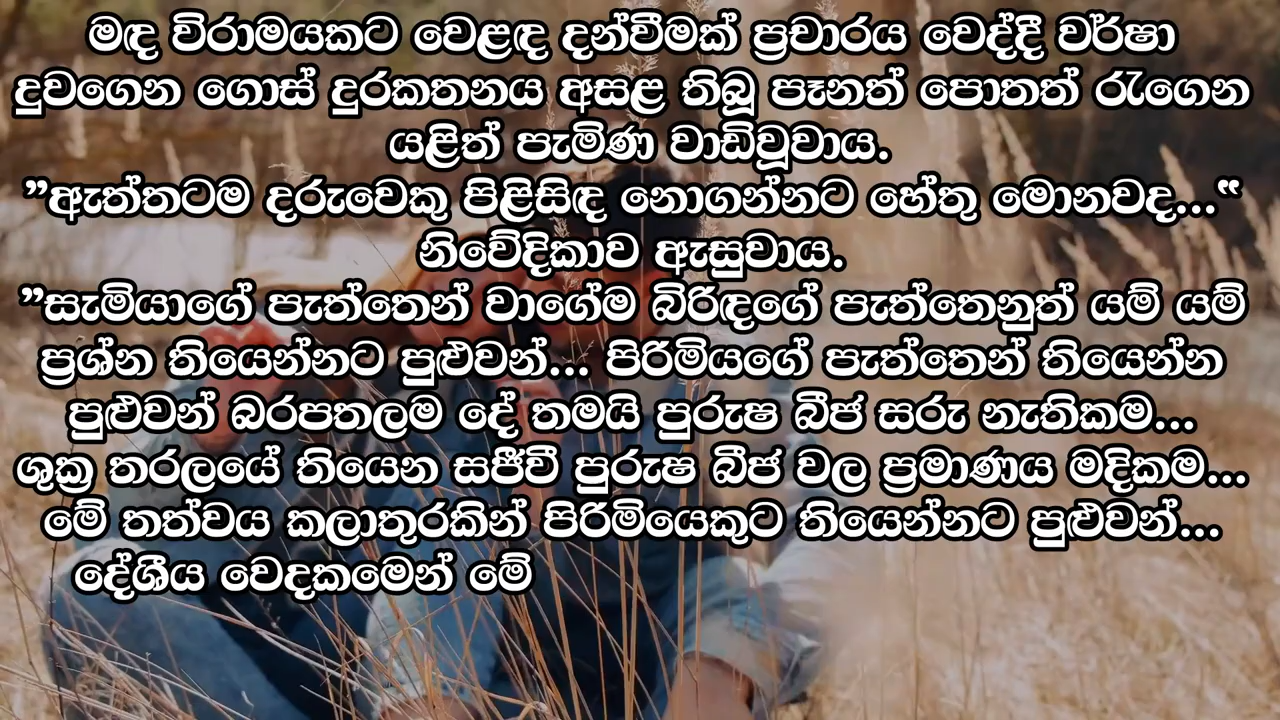 මඳ විරාමයකට වෙළඳ දන්වීමක් ප්‍රචාරය වෙද්දී වර්ෂා
දුවගෙන ගොස් දුරකතනය අසළ තිබූ පෑනත් පොතත් රැගෙන
යළිත් පැමිණ වාඩිවූවාය.
”ඇත්තටම දරුවෙකු පිළිසිඳ නොගන්නට හේතු මොනවද...‟
නිවේදිකාව ඇසුවාය.
”සැමියාගේ පැත්තෙන් වාගේම බිරිඳගේ පැත්තෙනුත් යම් යම්
ප්‍රශ්න තියෙන්නට පුළුවන්... පිරිමියගේ පැත්තෙන් තියෙන්න
පුළුවන් බරපතලම දේ තමයි පුරුෂ බීජ සරු නැතිකම...
ශුක්‍ර තරලයේ තියෙන සජීවී පුරුෂ බීජ වල ප්‍රමාණය මදිකම...
මේ තත්වය කලාතුරකින් පිරිමියෙකුට තියෙන්නට පුළුවන්...
දේශීය වෙදකමෙන් මේ